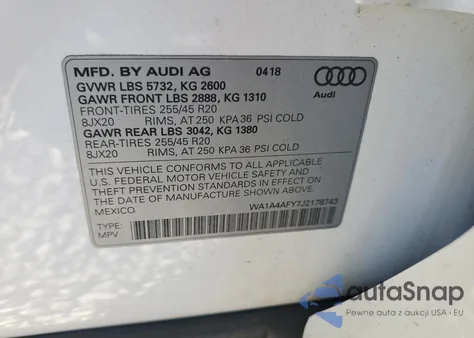 MFD. BY AUDI AG 0418
GVWR LBS 5732, KG 2600
GAWR FRONT LBS 2888, KG 1310
FRONT-TIRES 255/45 R20
8JX20 RIMS, AT 250 KPA 36 PSI COLD
GAWR REAR LBS 3042, KG 1380
REAR-TIRES 255/45 R20
8JX20 RIMS, AT 250 KPA 36 PSI COLD
Audi
THIS VEHICLE CONFORMS TO ALL APPLICABLE
U.S. FEDERAL MOTOR VEHICLE SAFETY
AND THEFT PREVENTION STANDARDS IN EFFECT ON
THE DATE OF MANUFACTURE SHOWN ABOVE.
MEXICO.
WA1A4AFY7J2178743
TYPE:
MPV
autoSnap
Pewne auta z aukcji USA - EU